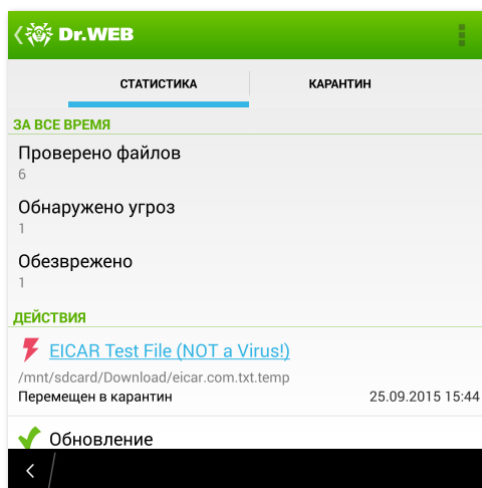 Dr.WEB
СТАТИСТИКА КАРАНТИН
ЗА ВСЕ ВРЕМЯ
Проверено файлов
6
Обнаружено угроз
1
Обезврежено
1
ДЕЙСТВИЯ
EICAR Test File (NOT a Virus!)
/mnt/sdcard/Download/eicar.com.txt.temp
Перемещен в карантин 25.09.2015 15:44
Обновление